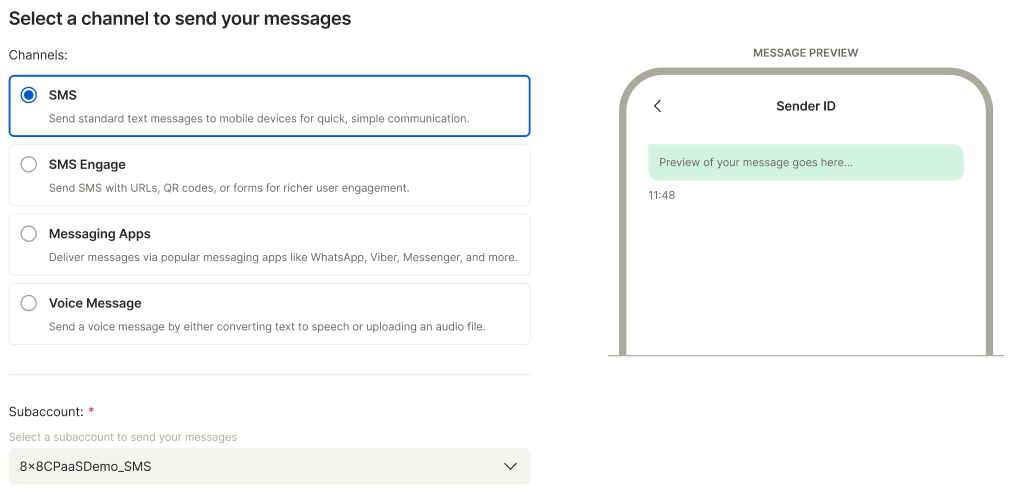 Select a channel to send your messages
Channels:
SMS
Send standard text messages to mobile devices for quick, simple communication.
SMS Engage
Send SMS with URLs, QR codes, or forms for richer user engagement.
Messaging Apps
Deliver messages via popular messaging apps like WhatsApp, Viber, Messenger, and more.
Voice Message
Send a voice message by either converting text to speech or uploading an audio file.
Subaccount: *
Select a subaccount to send your messages
8x8CPaaSDemo_SMS
MESSAGE PREVIEW
Sender ID
Preview of your message goes here...
11:48